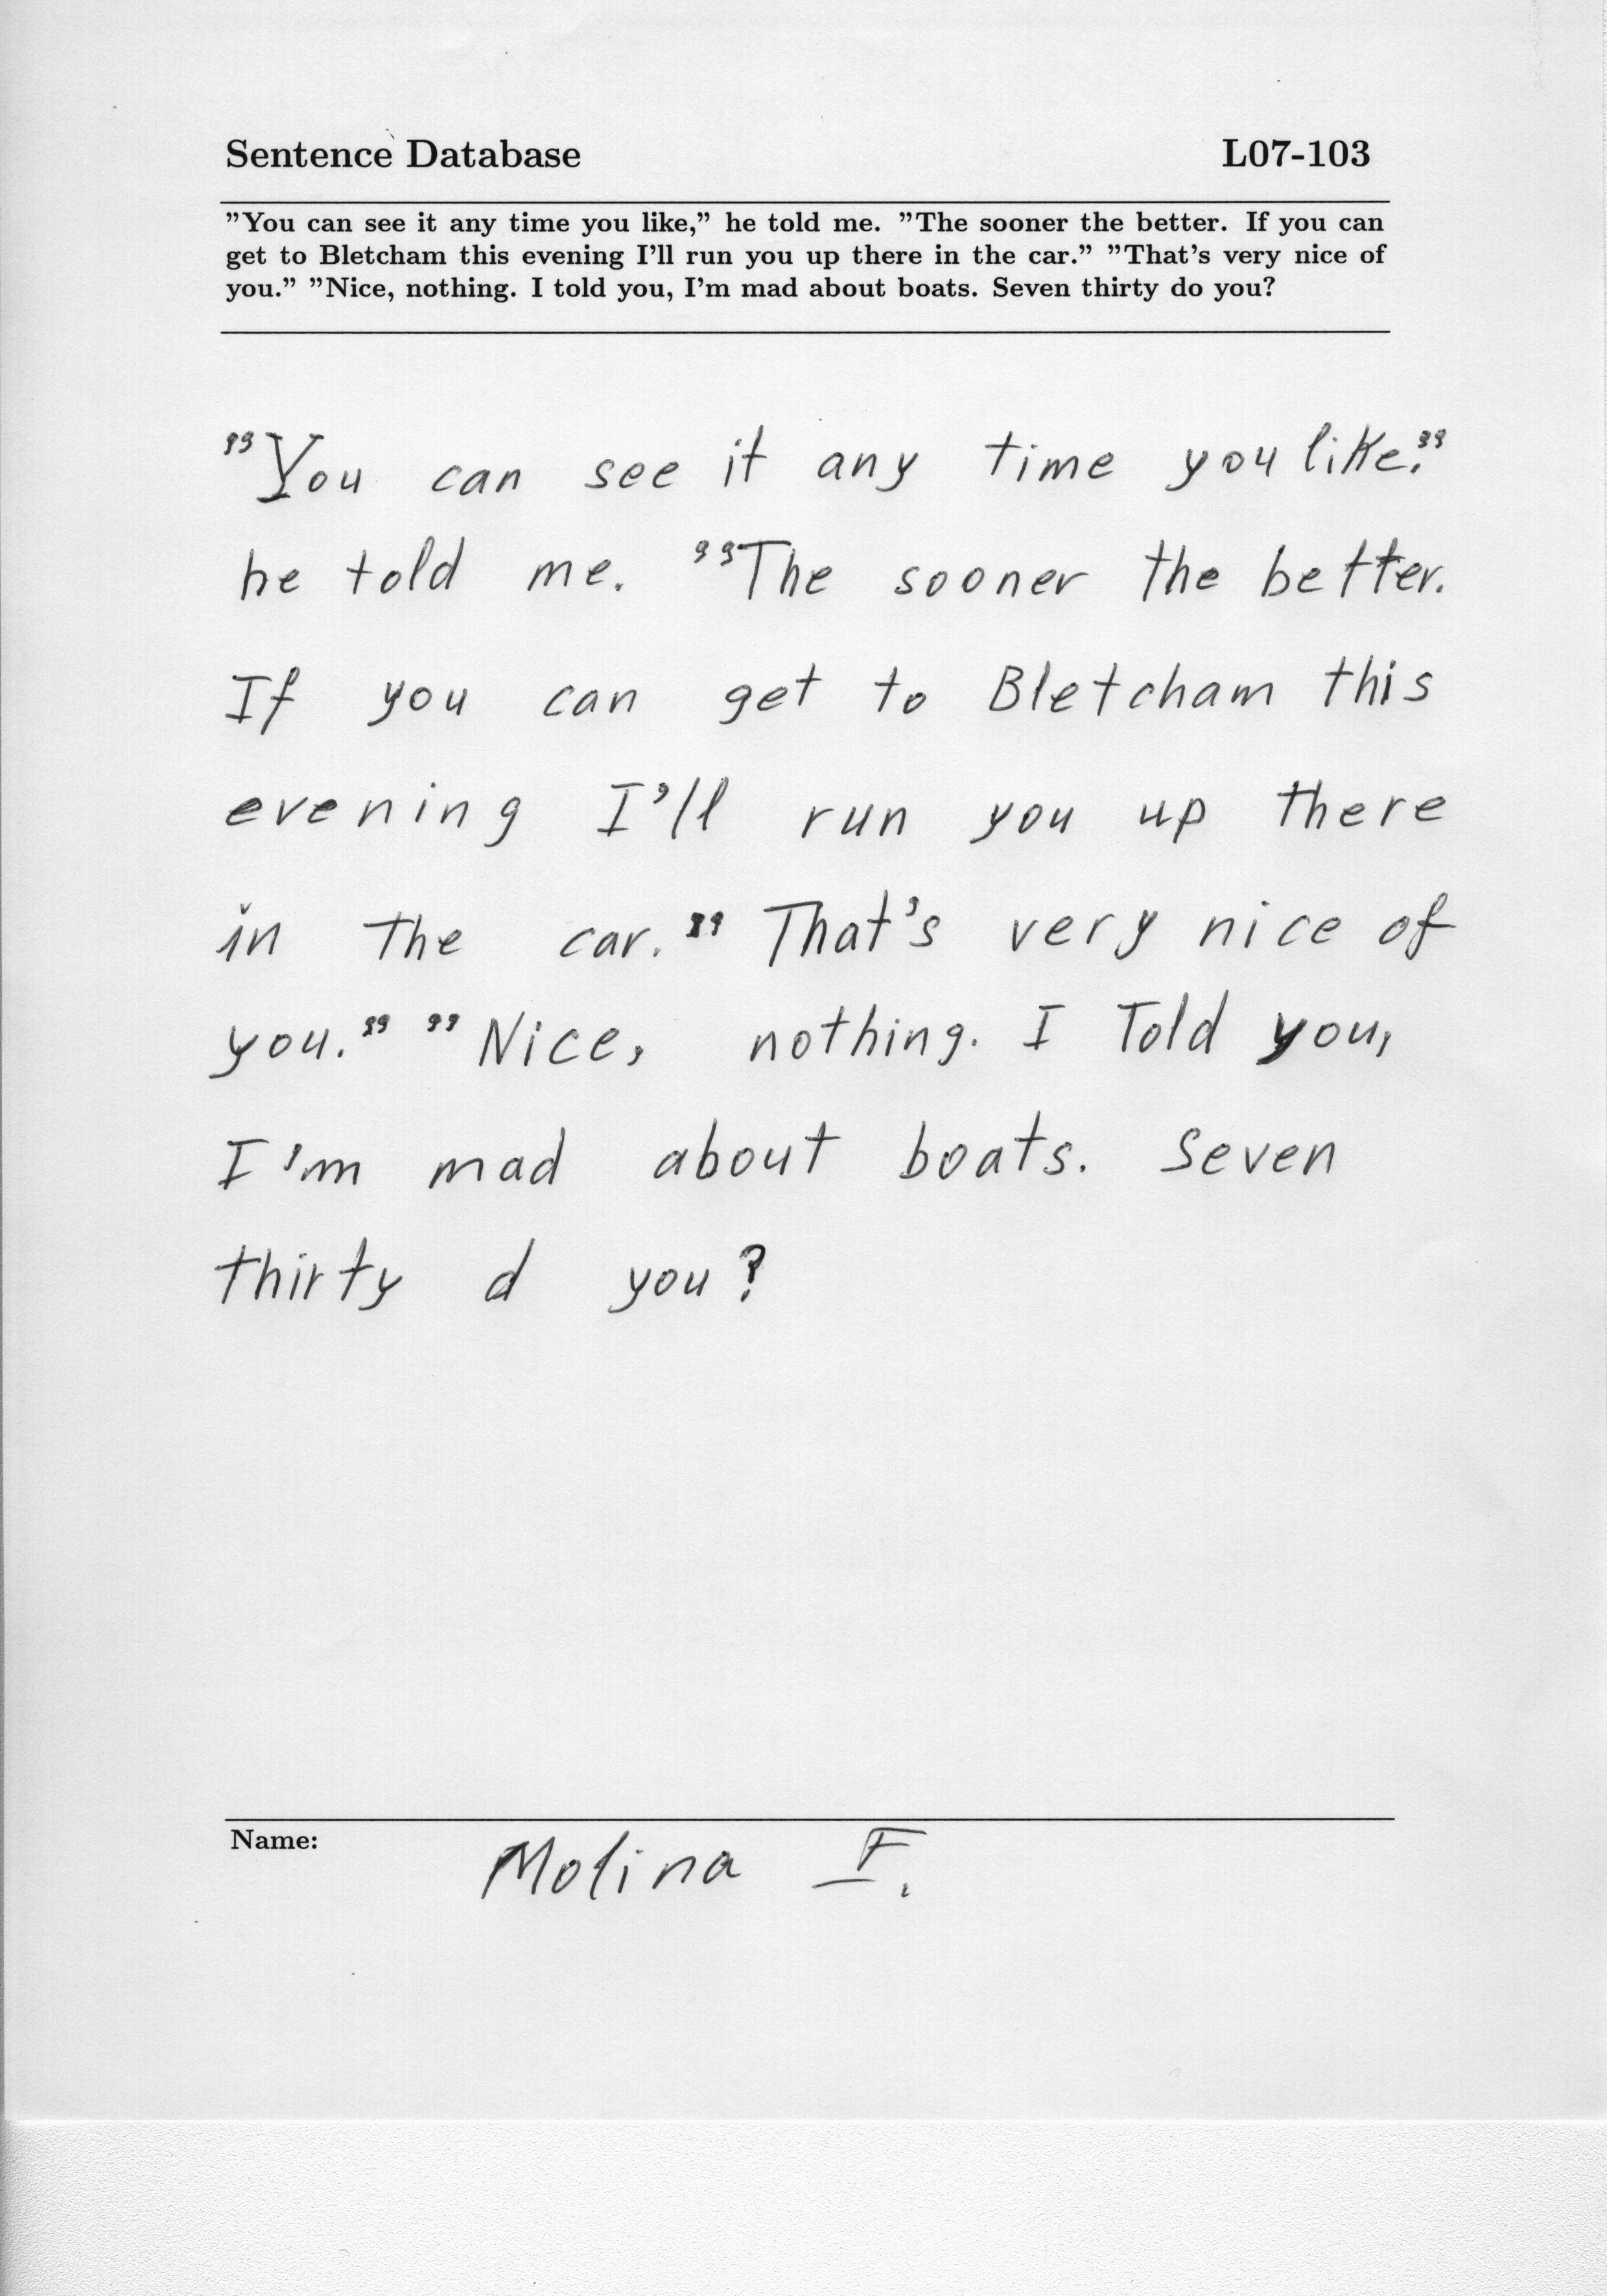 Sentence Database L07-103
”You can see it any time you like,” he told me. ”The sooner the better. If you can
get to Bletcham this evening I’ll run you up there in the car.” ”That’s very nice of
you.” ”Nice, nothing. I told you, I’m mad about boats. Seven thirty do you?
”You can see it any time you like.”
he told me. ”The sooner the better.
If you can get to Bletcham this
evening I’ll run you up there
in the car.” That’s very nice of
you.” ”Nice, nothing. I Told you,
I’m mad about boats. Seven
thirty d you?
Name: Molina F.